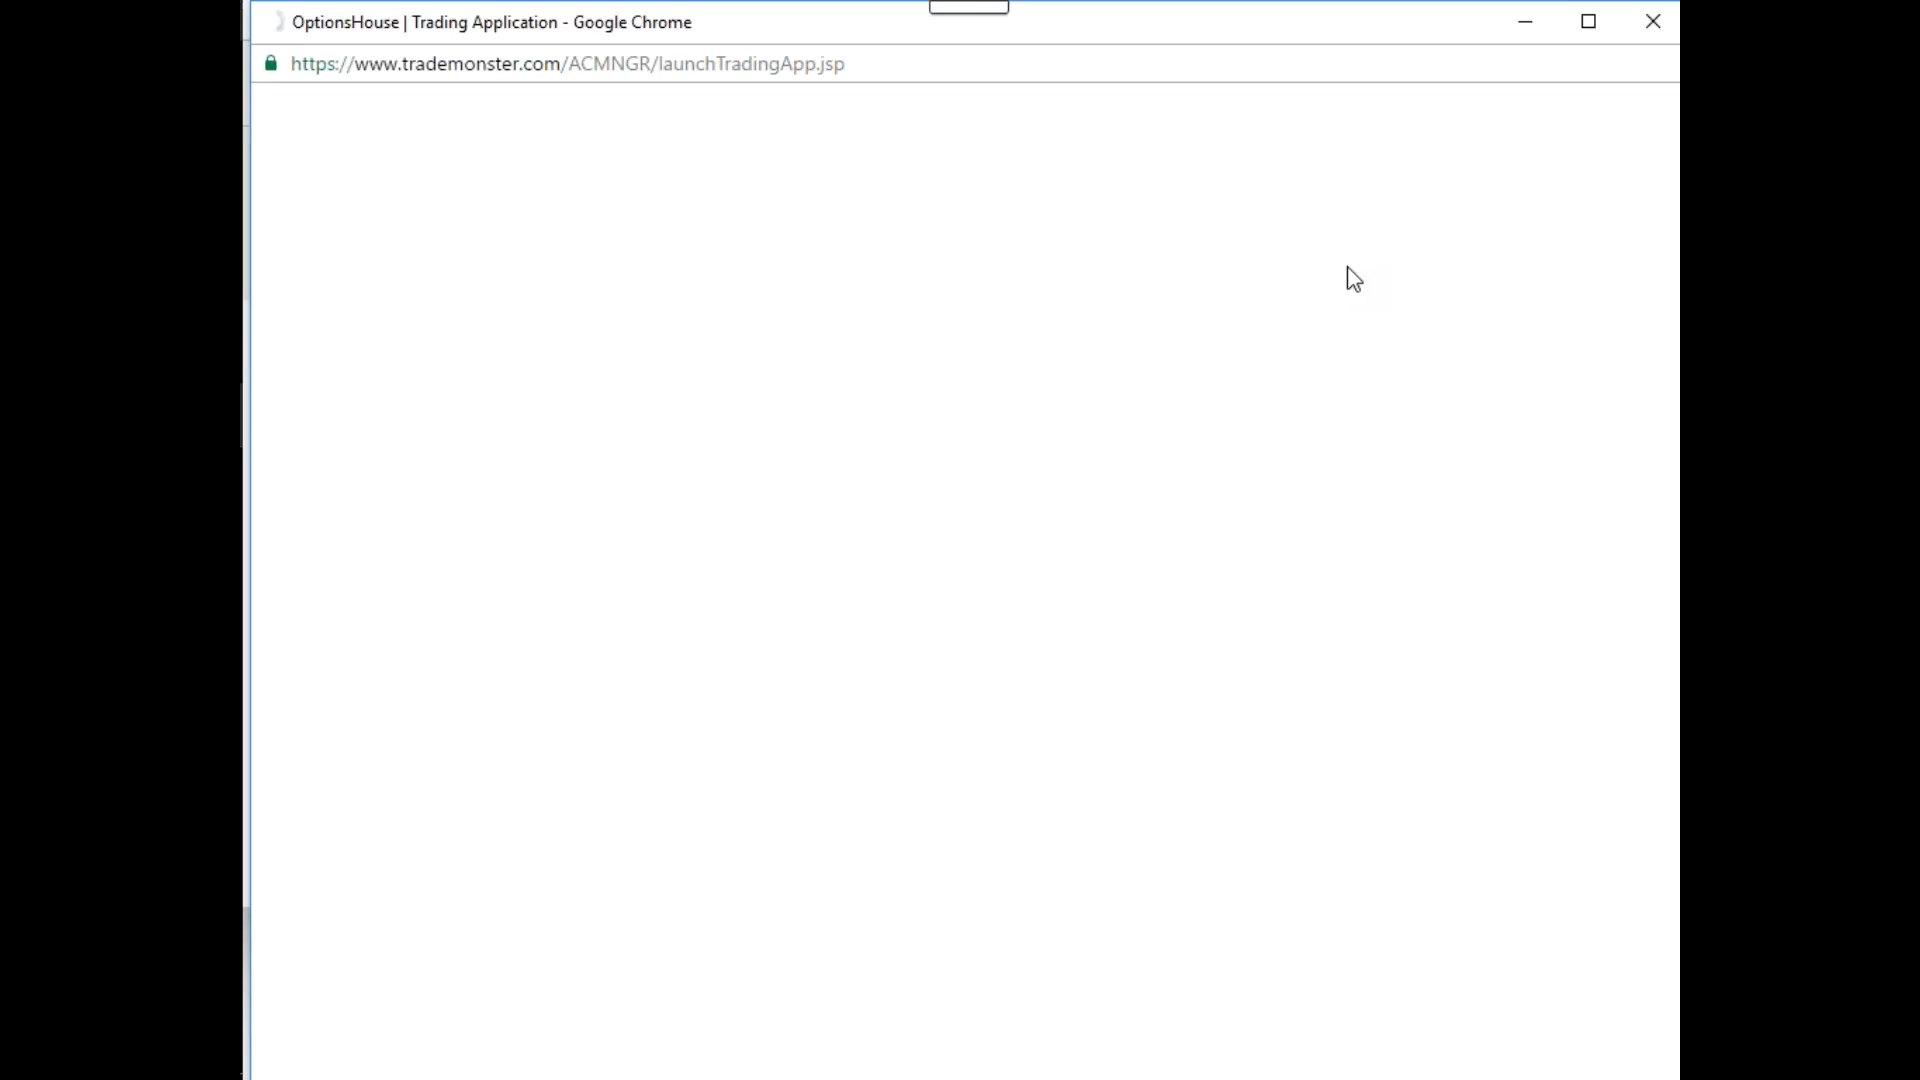 OptionsHouse | Trading Application - Google Chrome
https://www.trademonster.com/ACMNGR/launchTradingApp.jsp